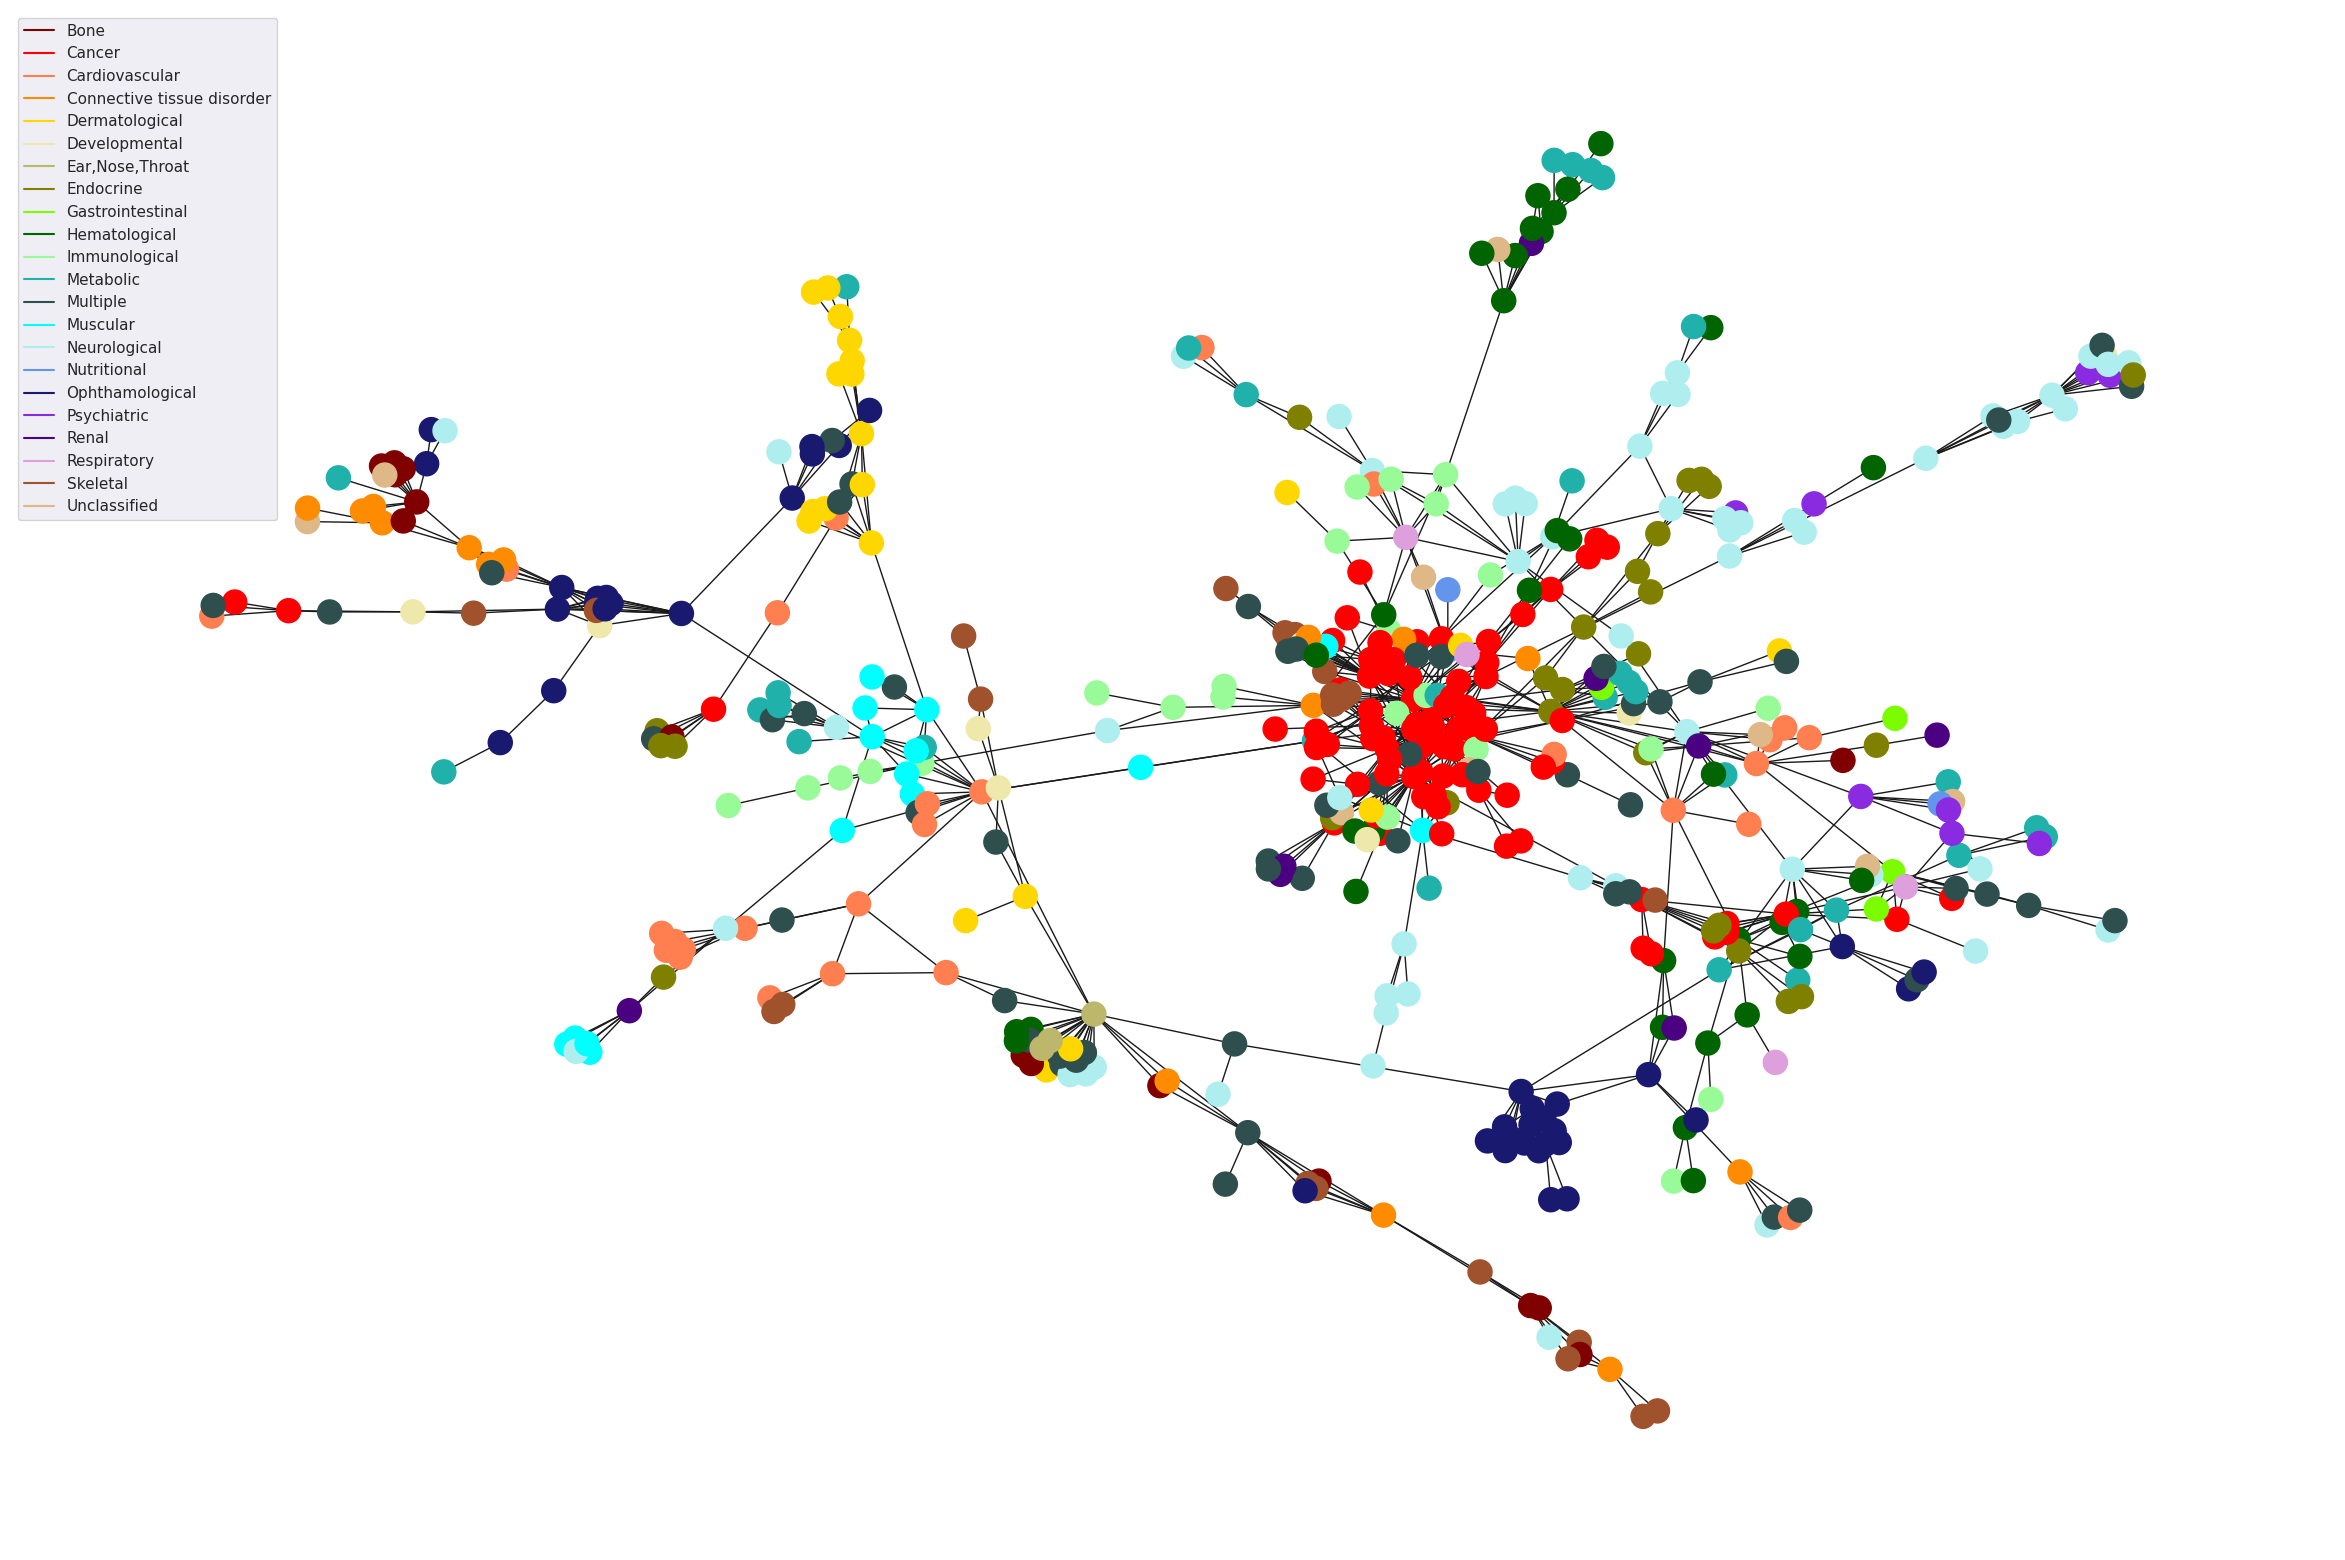 Bone
Cancer
Cardiovascular
Connective tissue disorder
Dermatological
Developmental
Ear,Nose,Throat
Endocrine
Gastrointestinal
Hematological
Immunological
Metabolic
Multiple
Muscular
Neurological
Nutritional
Ophthamological
Psychiatric
Renal
Respiratory
Skeletal
Unclassified